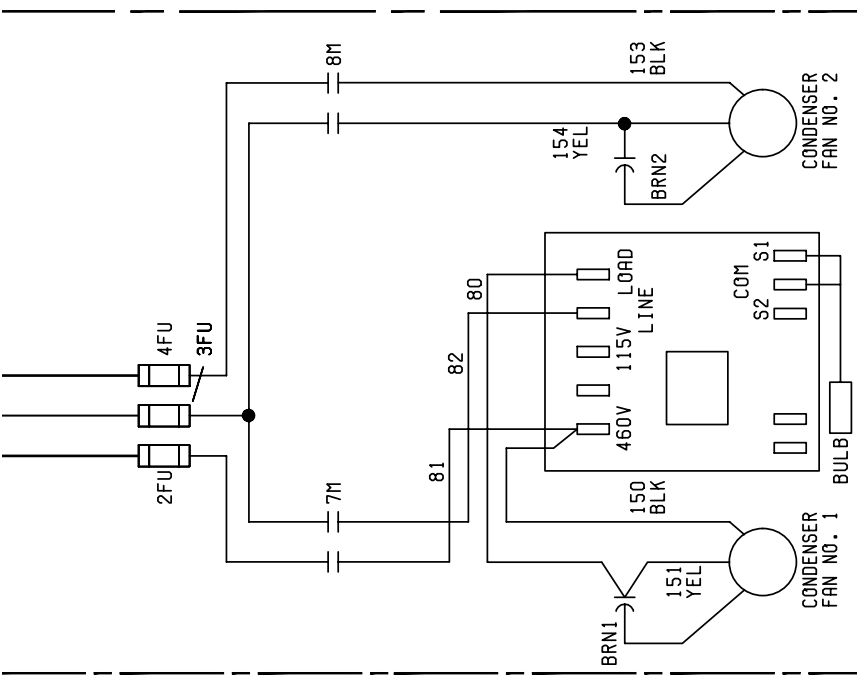 8M
153
BLK
CONDENSER
FAN NO. 2
154
YEL
BRN2
S1
COM
S2
LOAD
LINE
115V
460V
80
82
81
4FU
3FU
2FU
7M
BULB
150
BLK
CONDENSER
FAN NO. 1
151
YEL
BRN1